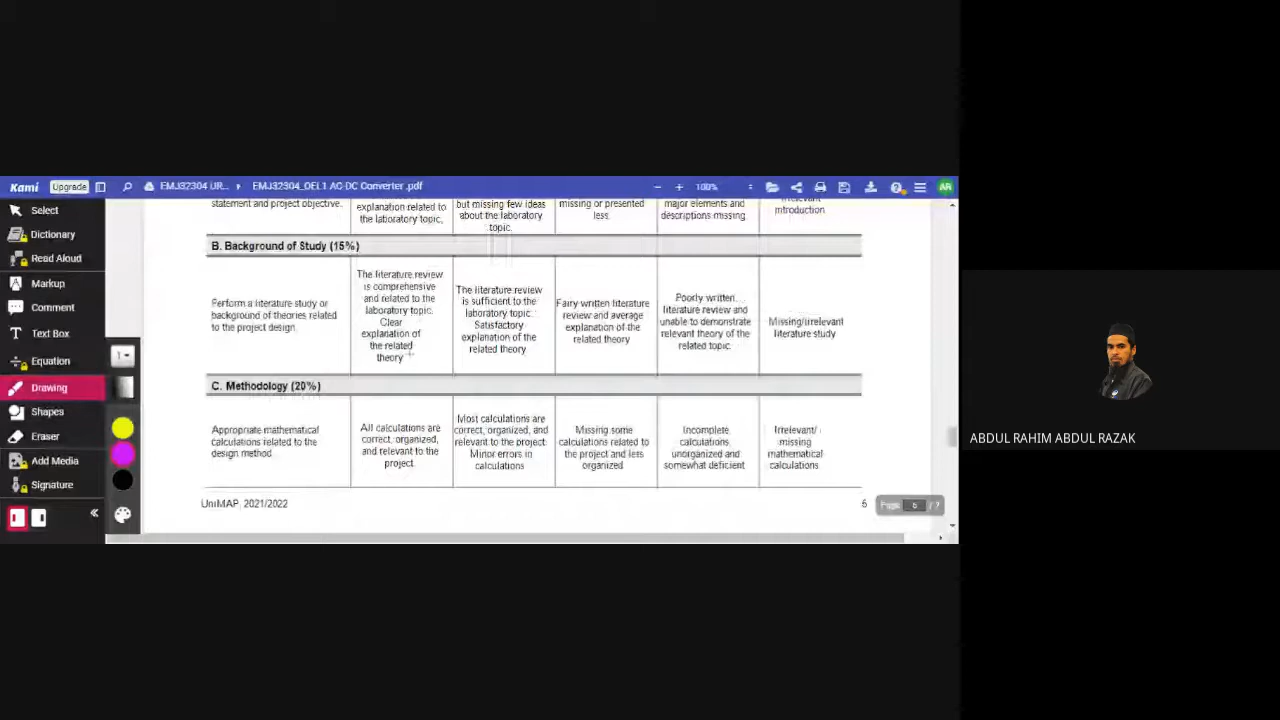 Kami
Upgrade
EMJ32304 UR...
EMJ32304_OEL1 AC-DC Converter .pdf
100%
AR
Select
Dictionary
Read Aloud
Markup
Comment
Text Box
Equation
Drawing
Shapes
Eraser
Add Media
Signature
statement and project objective.
explanation related to
the laboratory topic.
but missing few ideas
about the laboratory
topic.
missing or presented
less
major elements and
descriptions missing
introduction
B. Background of Study (15%)
Perform a literature study or
background of theories related
to the project design.
The literature review
is comprehensive
and related to the
laboratory topic.
Clear
explanation of
the related
theory
The literature review
is sufficient to the
laboratory topic.
Satisfactory
explanation of the
related theory
Fairy written literature
review and average
explanation of the
related theory
Poorly written
literature review and
unable to demonstrate
relevant theory of the
related topic.
Missing/irrelevant
literature study
C. Methodology (20%)
Appropriate mathematical
calculations related to the
design method
All calculations are
correct, organized,
and relevant to the
project
Most calculations are
correct, organized, and
relevant to the project
Minor errors in
calculations
Missing some
calculations related to
the project and less
organized
Incomplete
calculations,
unorganized and
somewhat deficient
Irrelevant/
missing
mathematical
calculations
UniMAP, 2021/2022
5
Page 5 / 7
ABDUL RAHIM ABDUL RAZAK